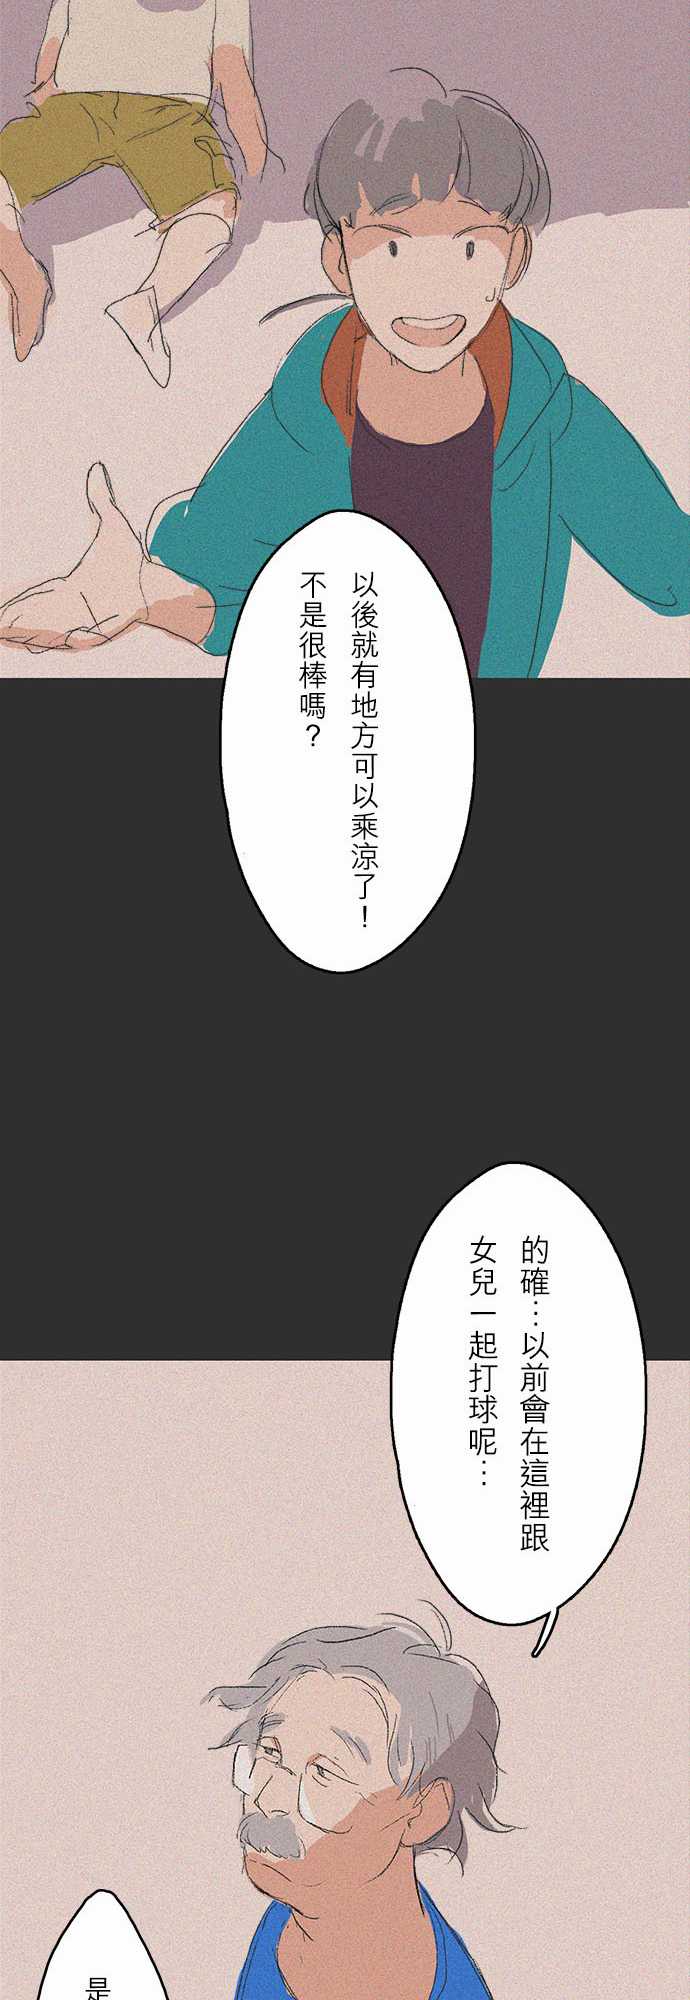 以後就有地方可以乘涼了！
不是很棒嗎？
的確…以前會在這裡跟
女兒一起打球呢…
是